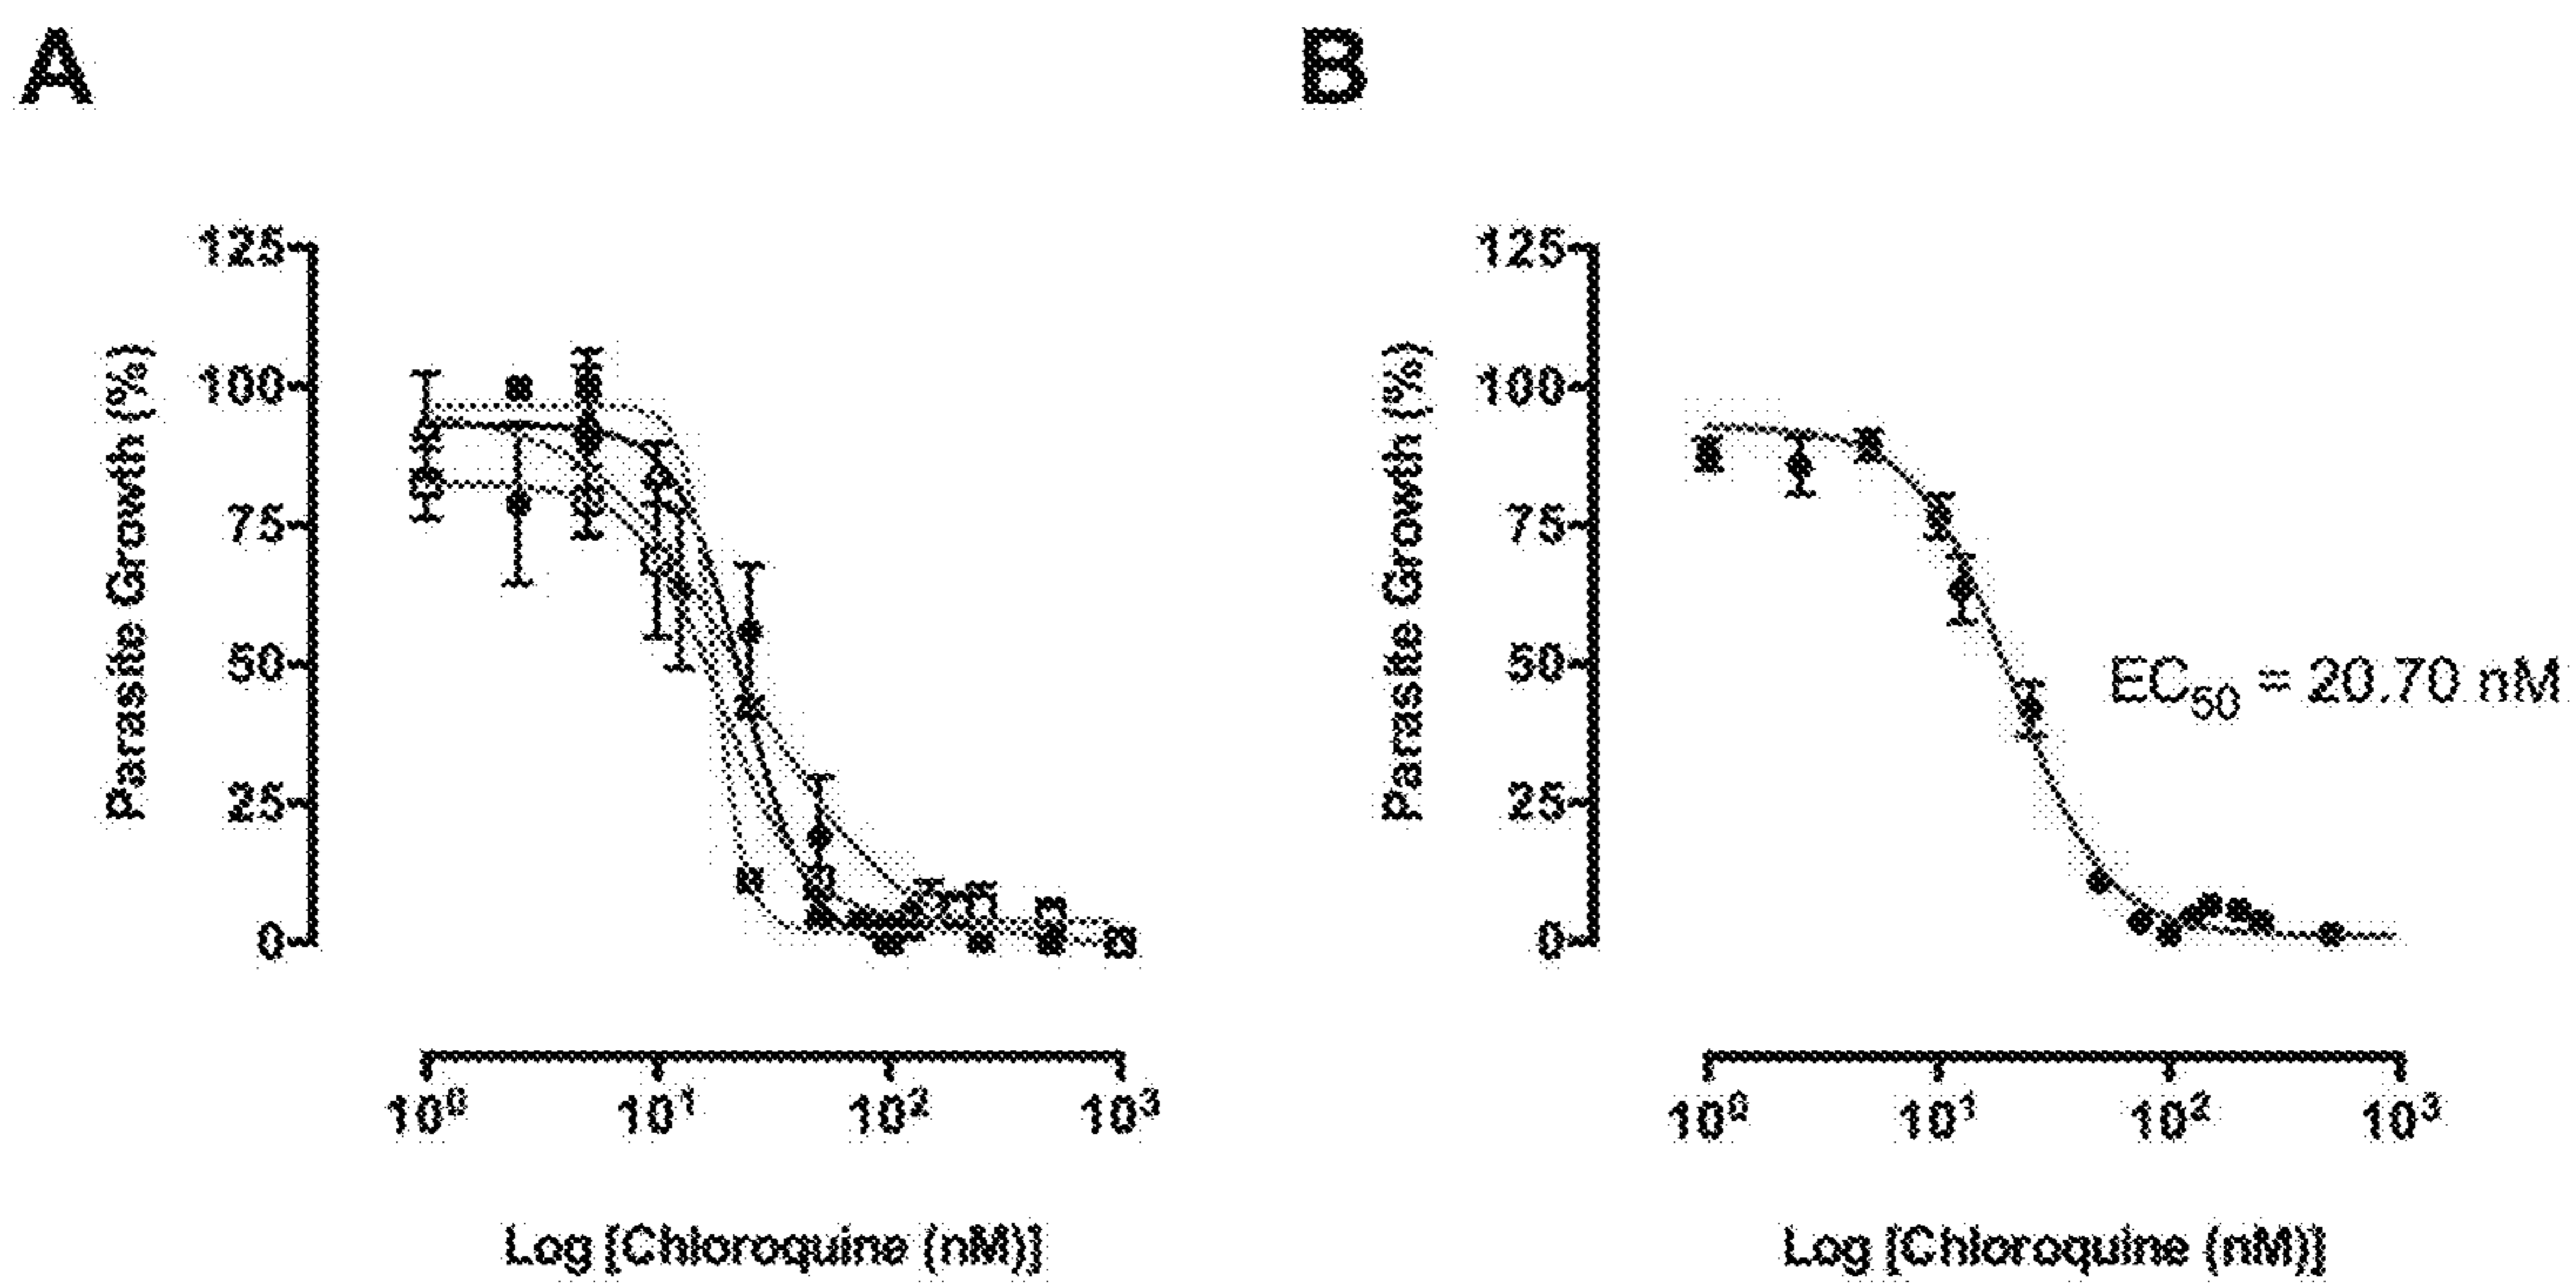 A
B
125
100
75
50
25
0
Parasite Growth (%)
10⁰ 10¹ 10² 10³
Log [Chloroquine (nM)]
125
100
75
50
25
0
Parasite Growth (%)
EC₅₀ = 20.70 nM
10⁰ 10¹ 10² 10³
Log [Chloroquine (nM)]